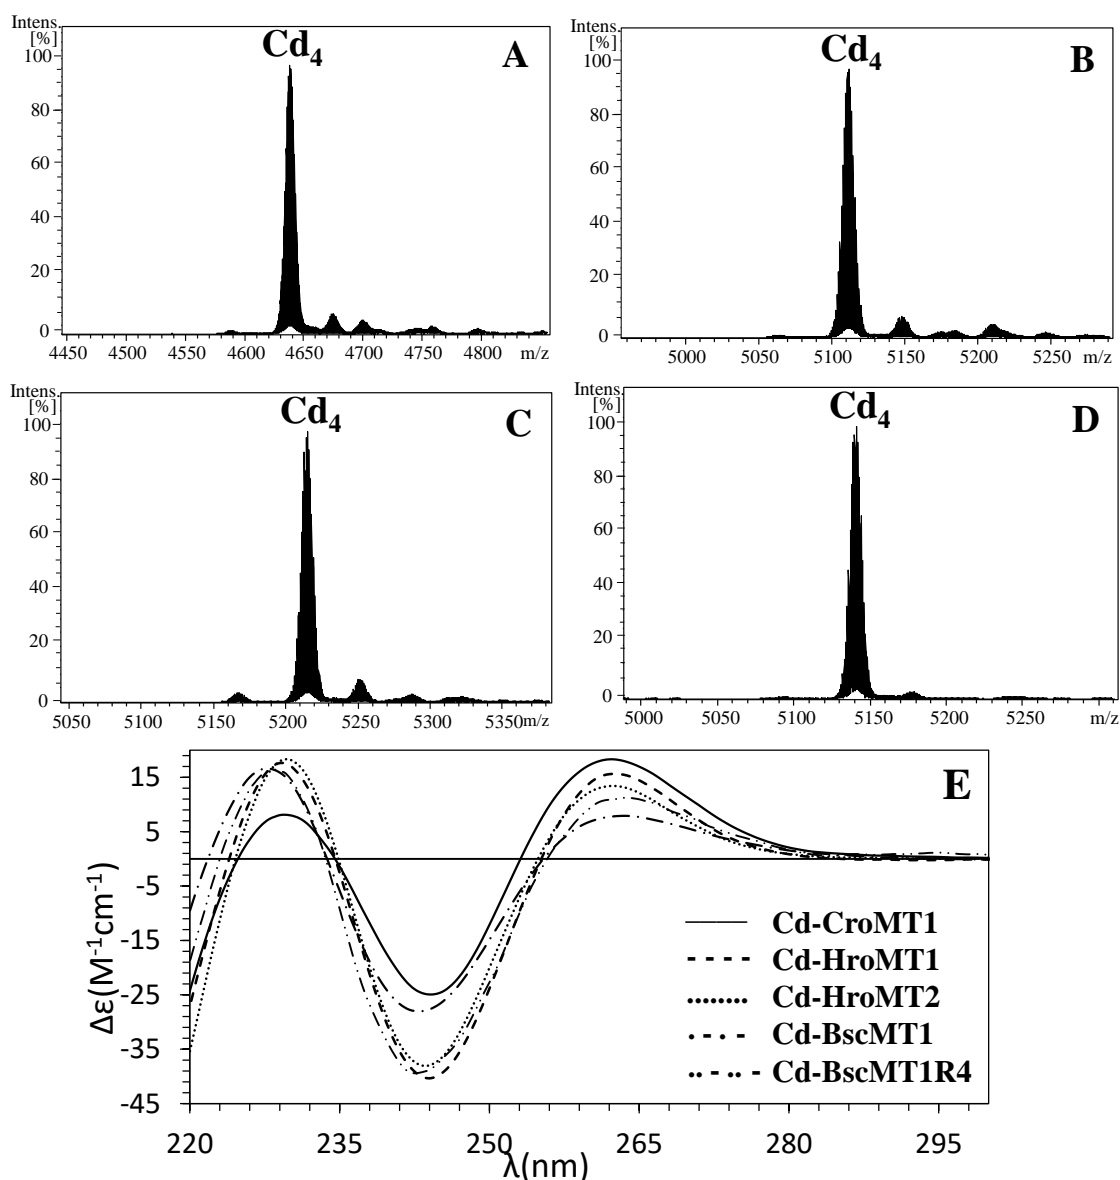 Intens.
[%]
Cd4
A
100
80
60
40
20
0
4450 4500 4550 4600 4650 4700 4750 4800 m/z
Intens.
[%]
Cd4
B
100
80
60
40
20
0
5000 5050 5100 5150 5200 5250 m/z
Intens.
[%]
Cd4
C
100
80
60
40
20
0
5050 5100 5150 5200 5250 5300 5350 m/z
Intens.
[%]
Cd4
D
100
80
60
40
20
0
5000 5050 5100 5150 5200 5250 m/z
E
Δε(M⁻¹cm⁻¹)
15
5
-5
-15
-25
-35
-45
Cd-CroMT1
Cd-HroMT1
Cd-HroMT2
Cd-BscMT1
Cd-BscMT1R4
220 235 250 265 280 295
λ(nm)